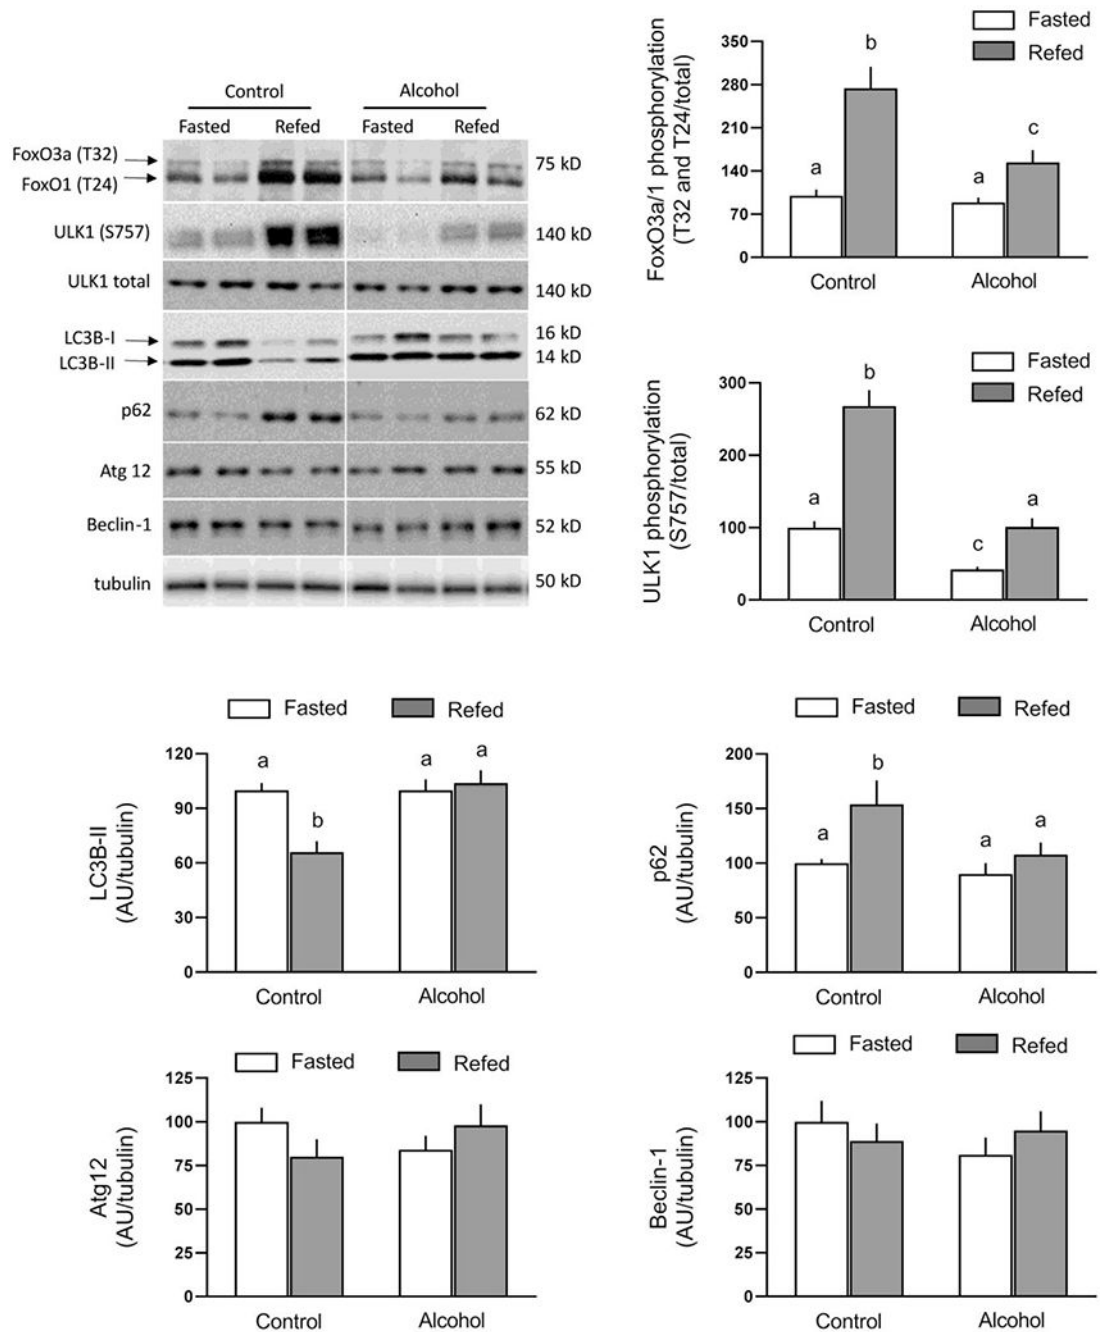 Control Alcohol
Fasted Refed Fasted Refed
FoxO3a (T32)
FoxO1 (T24)
75 kD
ULK1 (S757)
140 kD
ULK1 total
140 kD
LC3B-I
16 kD
LC3B-II
14 kD
p62
62 kD
Atg 12
55 kD
Beclin-1
52 kD
tubulin
50 kD
Fasted
Refed
FoxO3a/1 phosphorylation
(T32 and T24/total)
350
280
210
140
70
0
a
b
a
c
Control Alcohol
Fasted
Refed
ULK1 phosphorylation
(S757/total)
300
200
100
0
a
b
c
a
Control Alcohol
Fasted Refed
LC3B-II
(AU/tubulin)
120
90
60
30
0
a
b
a
a
Control Alcohol
Fasted Refed
p62
(AU/tubulin)
200
150
100
50
0
a
b
a
a
Control Alcohol
Fasted Refed
Atg12
(AU/tubulin)
125
100
75
50
25
0
Control Alcohol
Fasted Refed
Beclin-1
(AU/tubulin)
125
100
75
50
25
0
Control Alcohol